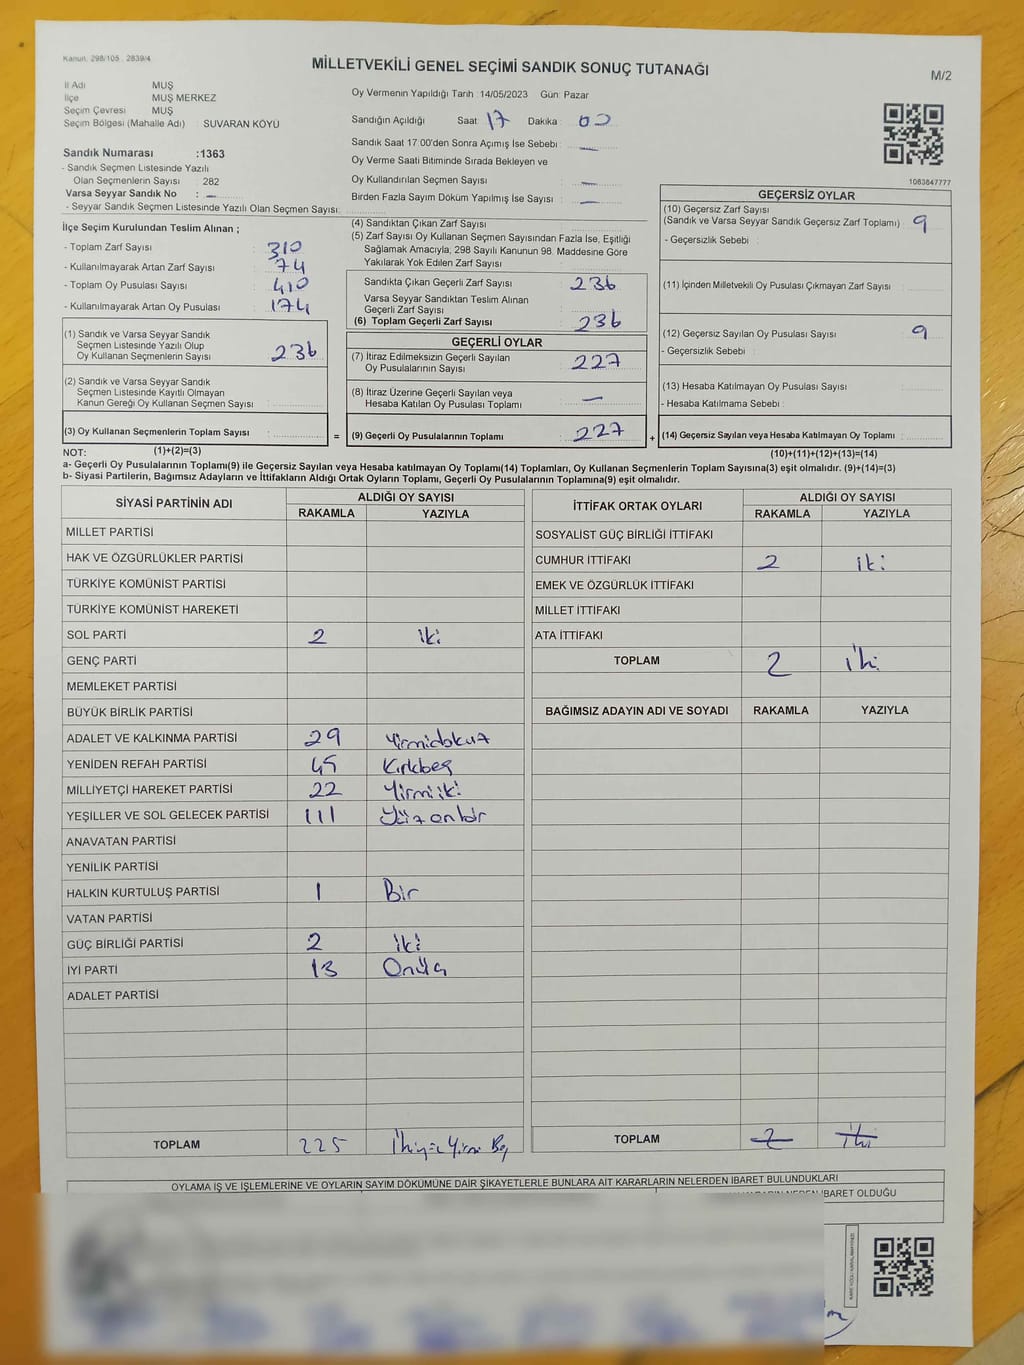 Kanun, 298/105 , 2839/4
MİLLETVEKİLİ GENEL SEÇİMİ SANDIK SONUÇ TUTANAĞI
M/2
İl Adı MUŞ
İlçe MUŞ MERKEZ
Seçim Çevresi MUŞ
Seçim Bölgesi (Mahalle Adı) : SUVARAN KÖYÜ
Sandık Numarası :1363
- Sandık Seçmen Listesinde Yazılı
Olan Seçmenlerin Sayısı : 282
Varsa Seyyar Sandık No : –
- Seyyar Sandık Seçmen Listesinde Yazılı Olan Seçmen Sayısı:
Oy Vermenin Yapıldığı Tarih :14/05/2023 Gün: Pazar
Sandığın Açıldığı Saat 17 Dakika : 00
Sandık Saat 17:00'den Sonra Açımış İse Sebebi : —
Oy Verme Saati Bitiminde Sırada Bekleyen ve
Oy Kullandırılan Seçmen Sayısı : —
Birden Fazla Sayım Döküm Yapılmış İse Sayısı : —
1083847777
İlçe Seçim Kurulundan Teslim Alınan ;
- Toplam Zarf Sayısı : 310
- Kullanılmayarak Artan Zarf Sayısı : 74
- Toplam Oy Pusulası Sayısı : 410
- Kullanılmayarak Artan Oy Pusulası : 174
(1) Sandık ve Varsa Seyyar Sandık
Seçmen Listesinde Yazılı Olup
Oy Kullanan Seçmenlerin Sayısı : 236
(2) Sandık ve Varsa Seyyar Sandık
Seçmen Listesinde Kayıtlı Olmayan
Kanun Gereği Oy Kullanan Seçmen Sayısı :
(3) Oy Kullanan Seçmenlerin Toplam Sayısı :
(4) Sandıktan Çıkan Zarf Sayısı :
(5) Zarf Sayısı Oy Kullanan Seçmen Sayısından Fazla İse, Eşitliği
Sağlamak Amacıyla, 298 Sayılı Kanunun 98. Maddesine Göre
Yakılarak Yok Edilen Zarf Sayısı :
Sandıkta Çıkan Geçerli Zarf Sayısı : 236
Varsa Seyyar Sandıktan Teslim Alınan
Geçerli Zarf Sayısı :
(6) Toplam Geçerli Zarf Sayısı : 236
GEÇERLİ OYLAR
(7) İtiraz Edilmeksizin Geçerli Sayılan
Oy Pusulalarının Sayısı : 227
(8) İtiraz Üzerine Geçerli Sayılan veya
Hesaba Katılan Oy Pusulası Toplamı : —
= (9) Geçerli Oy Pusulalarının Toplamı : 227
GEÇERSİZ OYLAR
(10) Geçersiz Zarf Sayısı
(Sandık ve Varsa Seyyar Sandık Geçersiz Zarf Toplamı) : 9
- Geçersizlik Sebebi :
(11) İçinden Milletvekili Oy Pusulası Çıkmayan Zarf Sayısı :
(12) Geçersiz Sayılan Oy Pusulası Sayısı : 9
- Geçersizlik Sebebi :
(13) Hesaba Katılmayan Oy Pusulası Sayısı :
- Hesaba Katılmama Sebebi :
+ (14) Geçersiz Sayılan veya Hesaba Katılmayan Oy Toplamı :
NOT: (1)+(2)=(3) (10)+(11)+(12)+(13)=(14)
a- Geçerli Oy Pusulalarının Toplamı(9) ile Geçersiz Sayılan veya Hesaba katılmayan Oy Toplamı(14) Toplamları, Oy Kullanan Seçmenlerin Toplam Sayısına(3) eşit olmalıdır. (9)+(14)=(3)
b- Siyasi Partilerin, Bağımsız Adayların ve İttifakların Aldığı Ortak Oyların Toplamı, Geçerli Oy Pusulalarının Toplamına(9) eşit olmalıdır.
SİYASİ PARTİNİN ADI ALDIĞI OY SAYISI
RAKAMLA YAZIYLA
MİLLET PARTİSİ
HAK VE ÖZGÜRLÜKLER PARTİSİ
TÜRKİYE KOMÜNİST PARTİSİ
TÜRKİYE KOMÜNİST HAREKETİ
SOL PARTİ 2 iki
GENÇ PARTİ
MEMLEKET PARTİSİ
BÜYÜK BİRLİK PARTİSİ
ADALET VE KALKINMA PARTİSİ 29 Yirmidokuz
YENİDEN REFAH PARTİSİ 45 Kırkbeş
MİLLİYETÇİ HAREKET PARTİSİ 22 Yirmiiki
YEŞİLLER VE SOL GELECEK PARTİSİ 111 Yüzonbir
ANAVATAN PARTİSİ
YENİLİK PARTİSİ
HALKIN KURTULUŞ PARTİSİ 1 Bir
VATAN PARTİSİ
GÜÇ BİRLİĞİ PARTİSİ 2 iki
İYİ PARTİ 13 Onüç
ADALET PARTİSİ
TOPLAM 225 İkiyüz Yirmi Beş
İTTİFAK ORTAK OYLARI ALDIĞI OY SAYISI
RAKAMLA YAZIYLA
SOSYALİST GÜÇ BİRLİĞİ İTTİFAKI
CUMHUR İTTİFAKI 2 iki
EMEK VE ÖZGÜRLÜK İTTİFAKI
MİLLET İTTİFAKI
ATA İTTİFAKI
TOPLAM 2 iki
BAĞIMSIZ ADAYIN ADI VE SOYADI RAKAMLA YAZIYLA
TOPLAM 2 iki
OYLAMA İŞ VE İŞLEMLERİNE VE OYLARIN SAYIM DÖKÜMÜNE DAİR ŞİKAYETLERLE BUNLARA AİT KARARLARIN NELERDEN İBARET BULUNDUKLARI
İBARET OLDUĞU